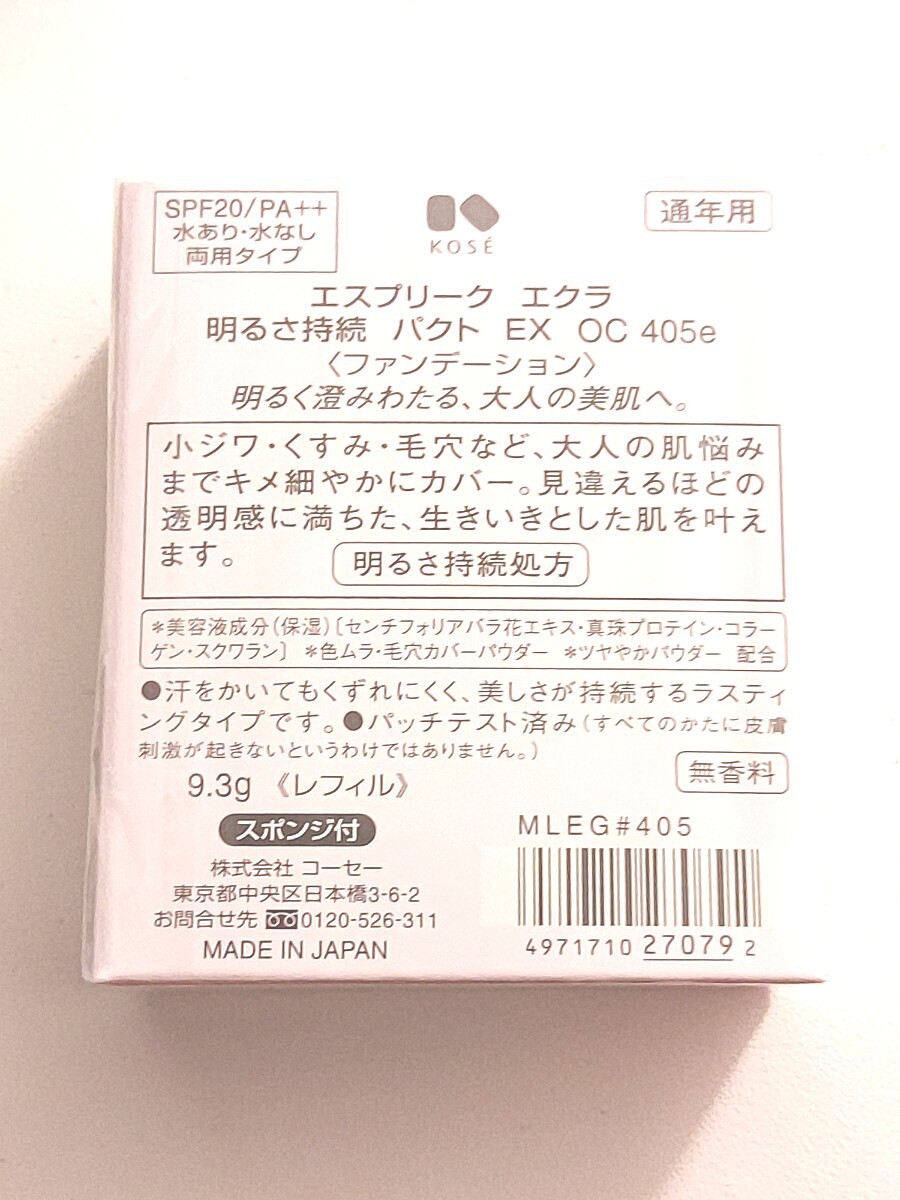 SPF20/PA++
水あり・水なし
両用タイプ
KOSÉ
通年用
エスプリーク エクラ
明るさ持続 パクト EX OC 405e
〈ファンデーション〉
明るく澄みわたる、大人の美肌へ。
小ジワ・くすみ・毛穴など、大人の肌悩み
までキメ細やかにカバー。見違えるほどの
透明感に満ちた、生きいきとした肌を叶え
ます。 明るさ持続処方
*美容液成分(保湿)〔センチフォリアバラ花エキス・真珠プロテイン・コラー
ゲン・スクワラン〕 *色ムラ・毛穴カバーパウダー *ツヤやかパウダー 配合
●汗をかいてもくずれにくく、美しさが持続するラスティ
ングタイプです。●パッチテスト済み(すべてのかたに皮膚
刺激が起きないというわけではありません。)
9.3g 《レフィル》
無香料
スポンジ付
株式会社 コーセー
東京都中央区日本橋3-6-2
お問合せ先 0120-526-311
MADE IN JAPAN
MLEG#405
4971710 27079 2